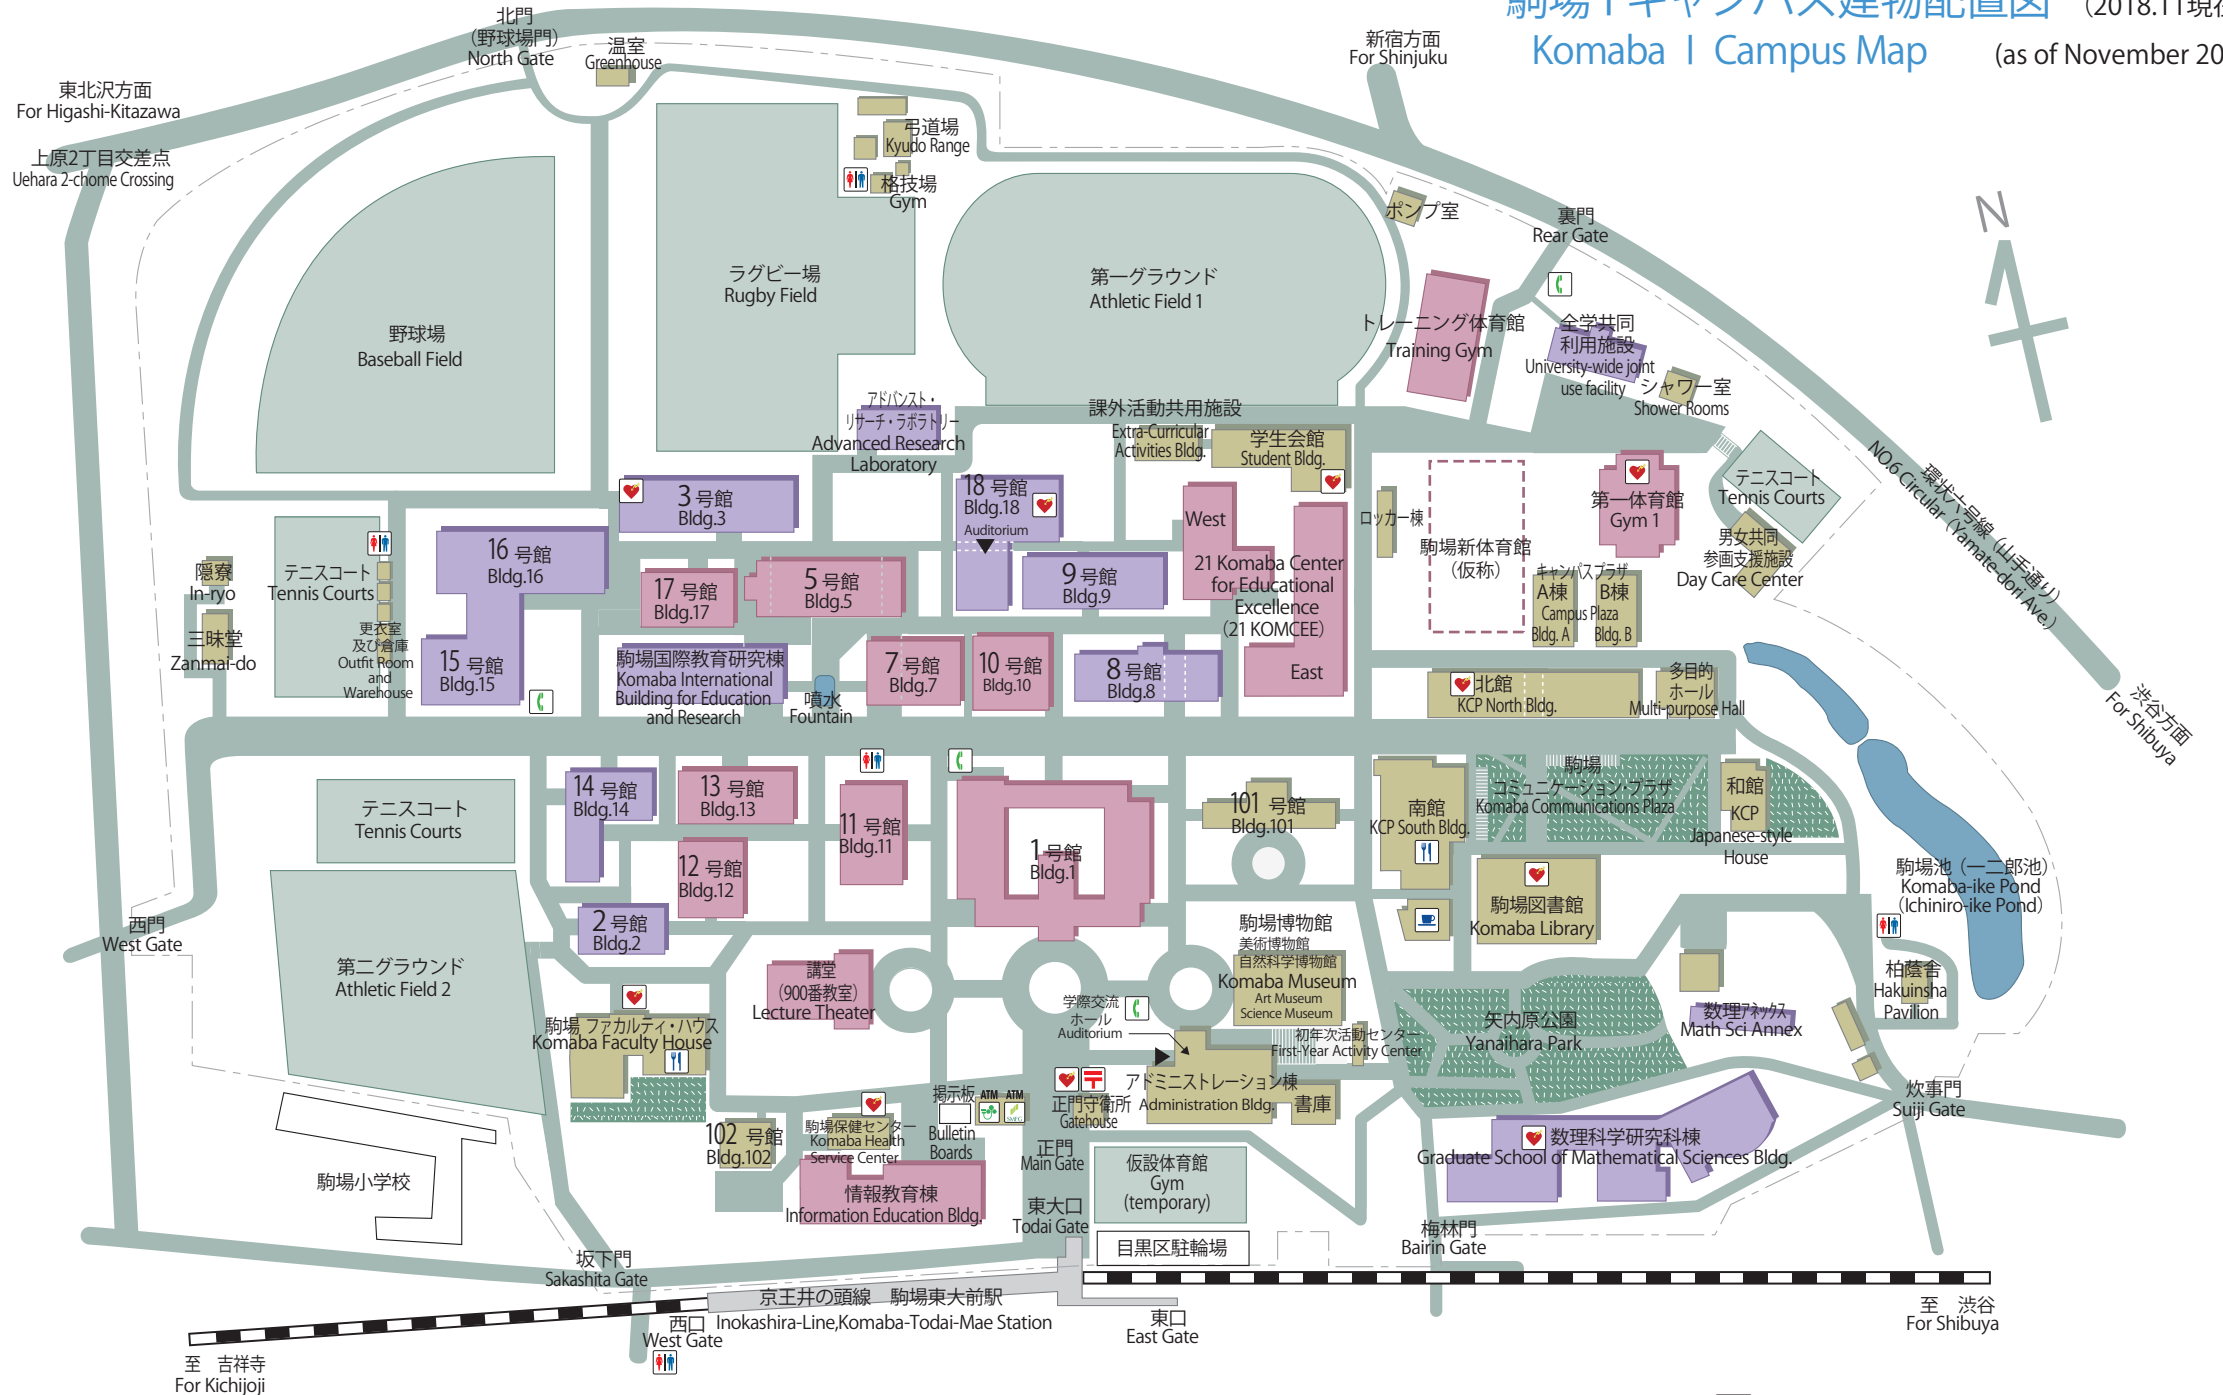 駒場Ⅰキャンパス建物配置図
Komaba Ⅰ Campus Map
(as of November 20
北門
（野球場門）
North Gate
温室
Greenhouse
新宿方面
For Shinjuku
東北沢方面
For Higashi-Kitazawa
上原2丁目交差点
Uehara 2-chome Crossing
弓道場
Kyudo Range
格技場
Gym
ポンプ室
裏門
Rear Gate
N
ラグビー場
Rugby Field
第一グラウンド
Athletic Field 1
野球場
Baseball Field
トレーニング体育館
Training Gym
全学共同
利用施設
University-wide joint
use facility
シャワー室
Shower Rooms
アドバンスト・
リサーチ・ラボラトリー
Advanced Research
Laboratory
課外活動共用施設
Extra-Curricular
Activities Bldg.
学生会館
Student Bldg.
環状六号線（山手通り）
NO.6 Circular (Yamate-dori Ave.)
テニスコート
Tennis Courts
3 号館
Bldg.3
18 号館
Bldg.18
Auditorium
West
ロッカー棟
第一体育館
Gym 1
駒場新体育館
（仮称）
男女共同
参画支援施設
Day Care Center
16 号館
Bldg.16
隠寮
In-ryo
テニスコート
Tennis Courts
17 号館
Bldg.17
5 号館
Bldg.5
9 号館
Bldg.9
21 Komaba Center
for Educational
Excellence
（21 KOMCEE）
East
キャンパスプラザ
A棟
B棟
Campus Plaza
Bldg. A
Bldg. B
三昧堂
Zanmai-do
更衣室
及び倉庫
Outfit Room
and
Warehouse
15 号館
Bldg.15
駒場国際教育研究棟
Komaba International
Building for Education
and Research
噴水
Fountain
7 号館
Bldg.7
10 号館
Bldg.10
8 号館
Bldg.8
北館
KCP North Bldg.
多目的
ホール
Multi-purpose Hall
渋谷方面
For Shibuya
テニスコート
Tennis Courts
14 号館
Bldg.14
13 号館
Bldg.13
11 号館
Bldg.11
12 号館
Bldg.12
1 号館
Bldg.1
101 号館
Bldg.101
南館
KCP South Bldg.
駒場
コミュニケーション・プラザ
Komaba Communications Plaza
和館
KCP
Japanese-style
House
駒場池（一二郎池）
Komaba-ike Pond
（Ichiniro-ike Pond）
西門
West Gate
2 号館
Bldg.2
駒場図書館
Komaba Library
第二グラウンド
Athletic Field 2
講堂
（900番教室）
Lecture Theater
駒場博物館
美術博物館
自然科学博物館
Komaba Museum
Art Museum
Science Museum
柏蔭舎
Hakuinsha
Pavilion
数理アネックス
Math Sci Annex
矢内原公園
Yanaihara Park
学際交流
ホール
Auditorium
初年次活動センター
First-Year Activity Center
駒場 ファカルティ・ハウス
Komaba Faculty House
アドミニストレーション棟
Administration Bldg.
書庫
掲示板
Bulletin
Boards
ATM
ATM
SMFG
正門守衛所
Gatehouse
炊事門
Suiji Gate
102 号館
Bldg.102
駒場保健センター
Komaba Health
Service Center
正門
Main Gate
仮設体育館
Gym
(temporary)
数理科学研究科棟
Graduate School of Mathematical Sciences Bldg.
駒場小学校
情報教育棟
Information Education Bldg.
東大口
Todai Gate
梅林門
Bairin Gate
目黒区駐輪場
坂下門
Sakashita Gate
京王井の頭線　駒場東大前駅
Inokashira-Line,Komaba-Todai-Mae Station
西口
West Gate
東口
East Gate
至　渋谷
For Shibuya
至　吉祥寺
For Kichijoji